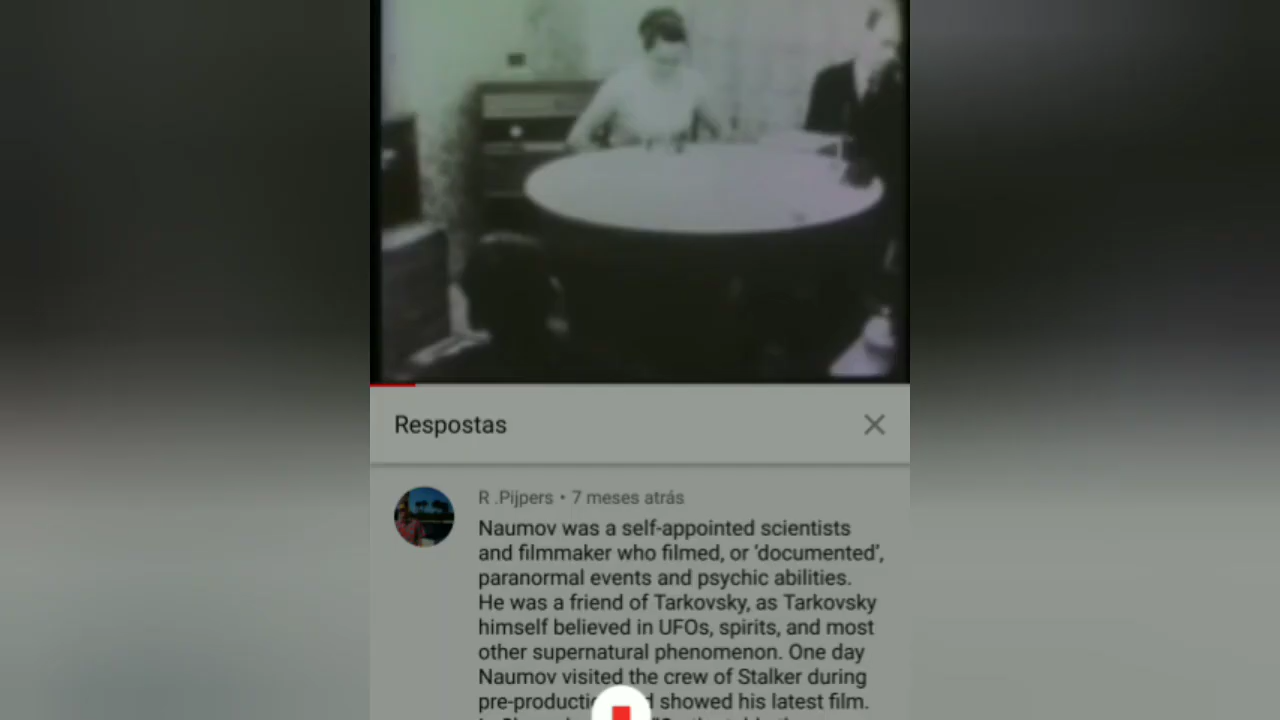 Respostas
R .Pijpers • 7 meses atrás
Naumov was a self-appointed scientists
and filmmaker who filmed, or ‘documented’,
paranormal events and psychic abilities.
He was a friend of Tarkovsky, as Tarkovsky
himself believed in UFOs, spirits, and most
other supernatural phenomenon. One day
Naumov visited the crew of Stalker during
showed his latest film.